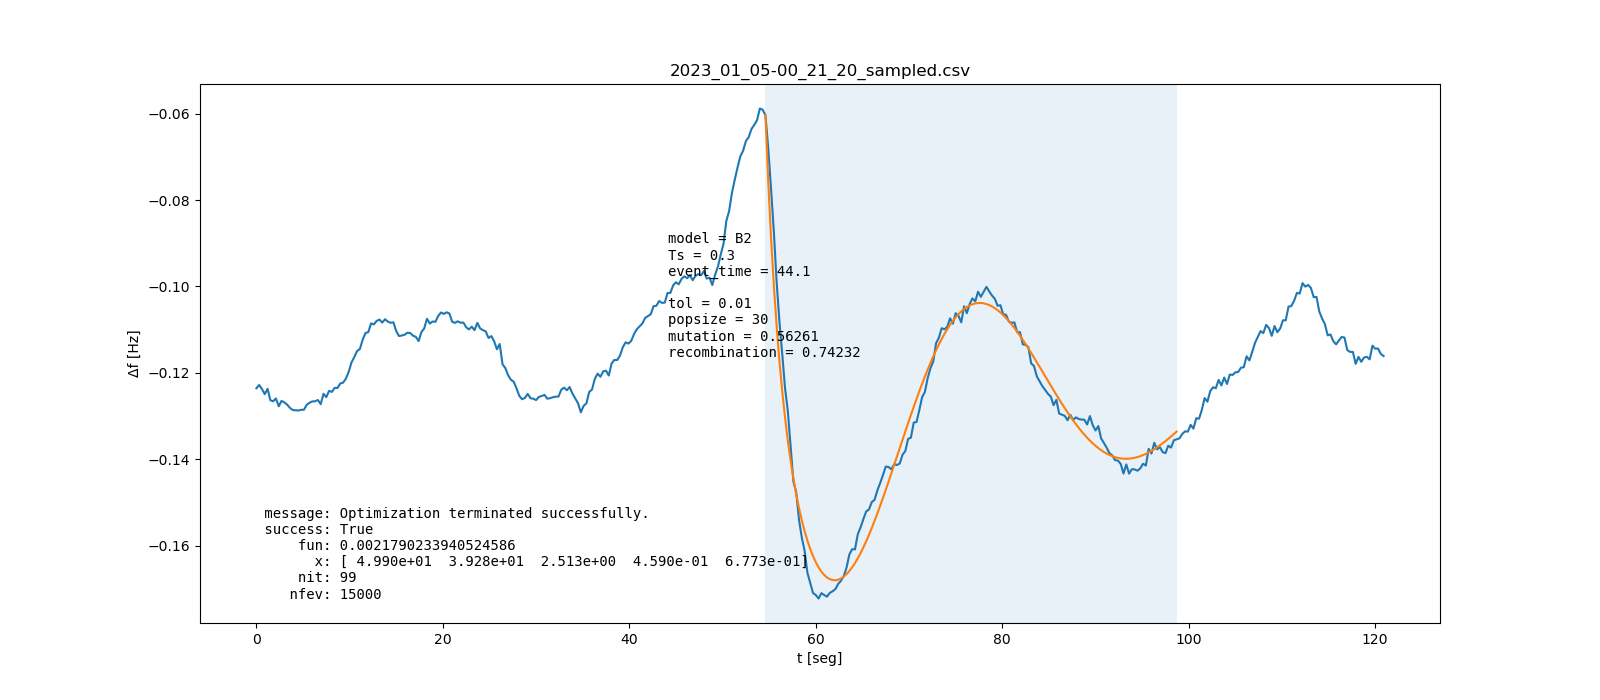 2023_01_05-00_21_20_sampled.csv
−0.06
−0.08
−0.10
−0.12
−0.14
−0.16
Δf [Hz]
model = B2
Ts = 0.3
event_time = 44.1
tol = 0.01
popsize = 30
mutation = 0.56261
recombination = 0.74232
message: Optimization terminated successfully.
success: True
fun: 0.0021790233940524586
x: [ 4.990e+01  3.928e+01  2.513e+00  4.590e-01  6.773e-01]
nit: 99
nfev: 15000
0 20 40 60 80 100 120
t [seg]